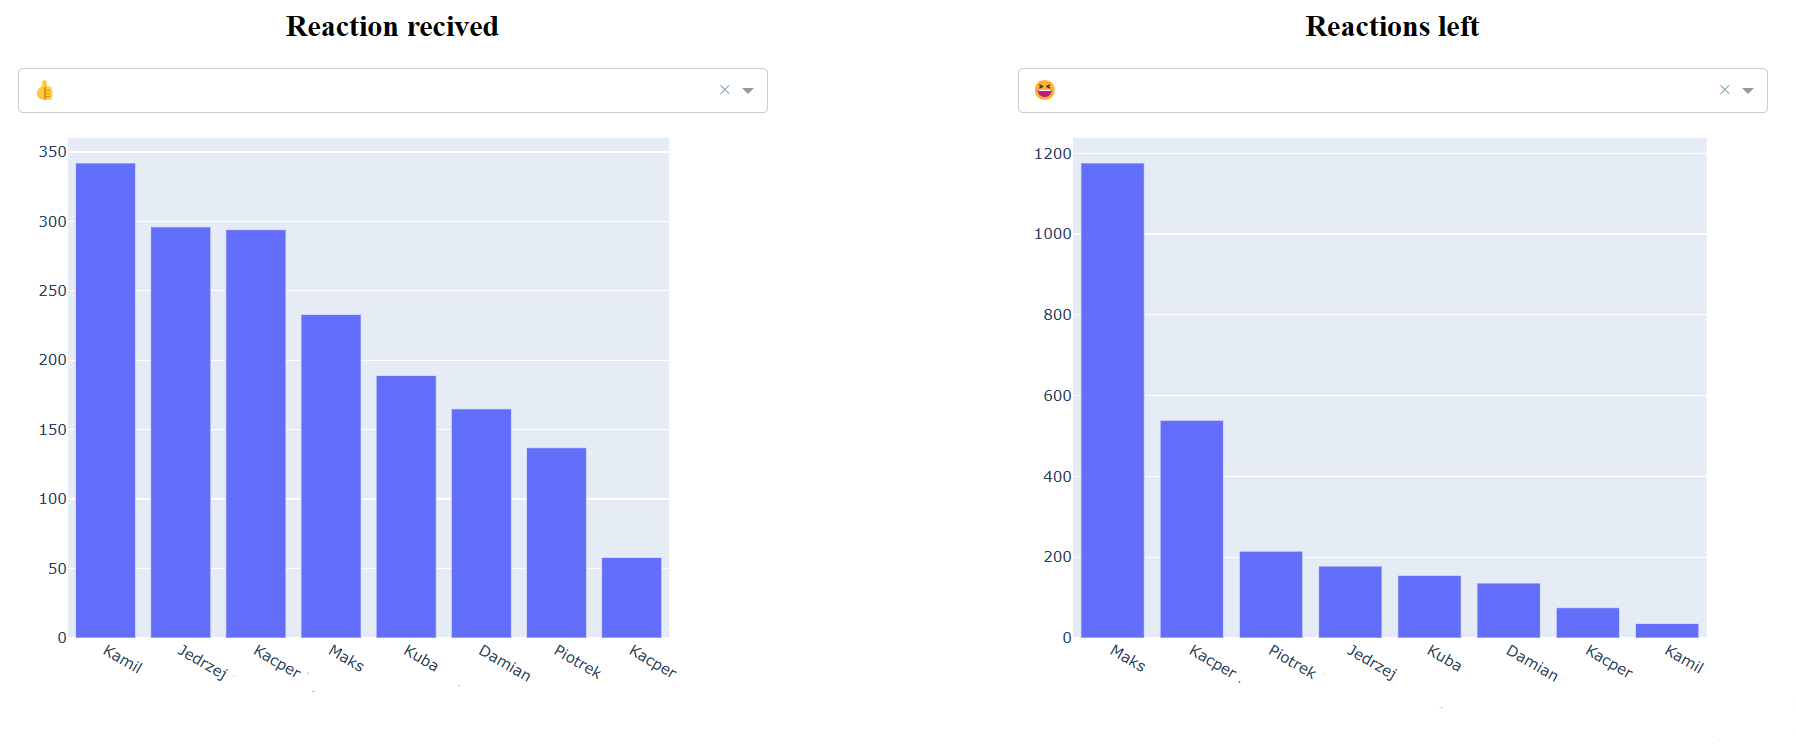 Reaction recived
👍
350
300
250
200
150
100
50
0
Kamil
Jedrzej
Kacper
Maks
Kuba
Damian
Piotrek
Kacper
Reactions left
😆
1200
1000
800
600
400
200
0
Maks
Kacper
Piotrek
Jedrzej
Kuba
Damian
Kacper
Kamil